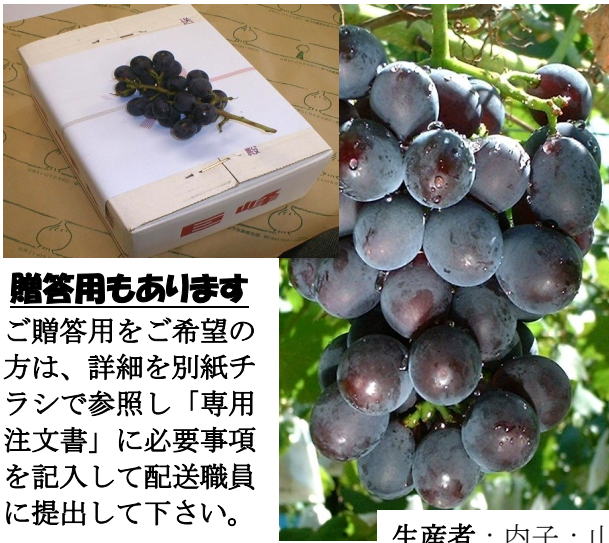 巨峰
贈答用もあります
ご贈答用をご希望の
方は、詳細を別紙チ
ラシで参照し「専用
注文書」に必要事項
を記入して配送職員
に提出して下さい。
生産者・内子・山